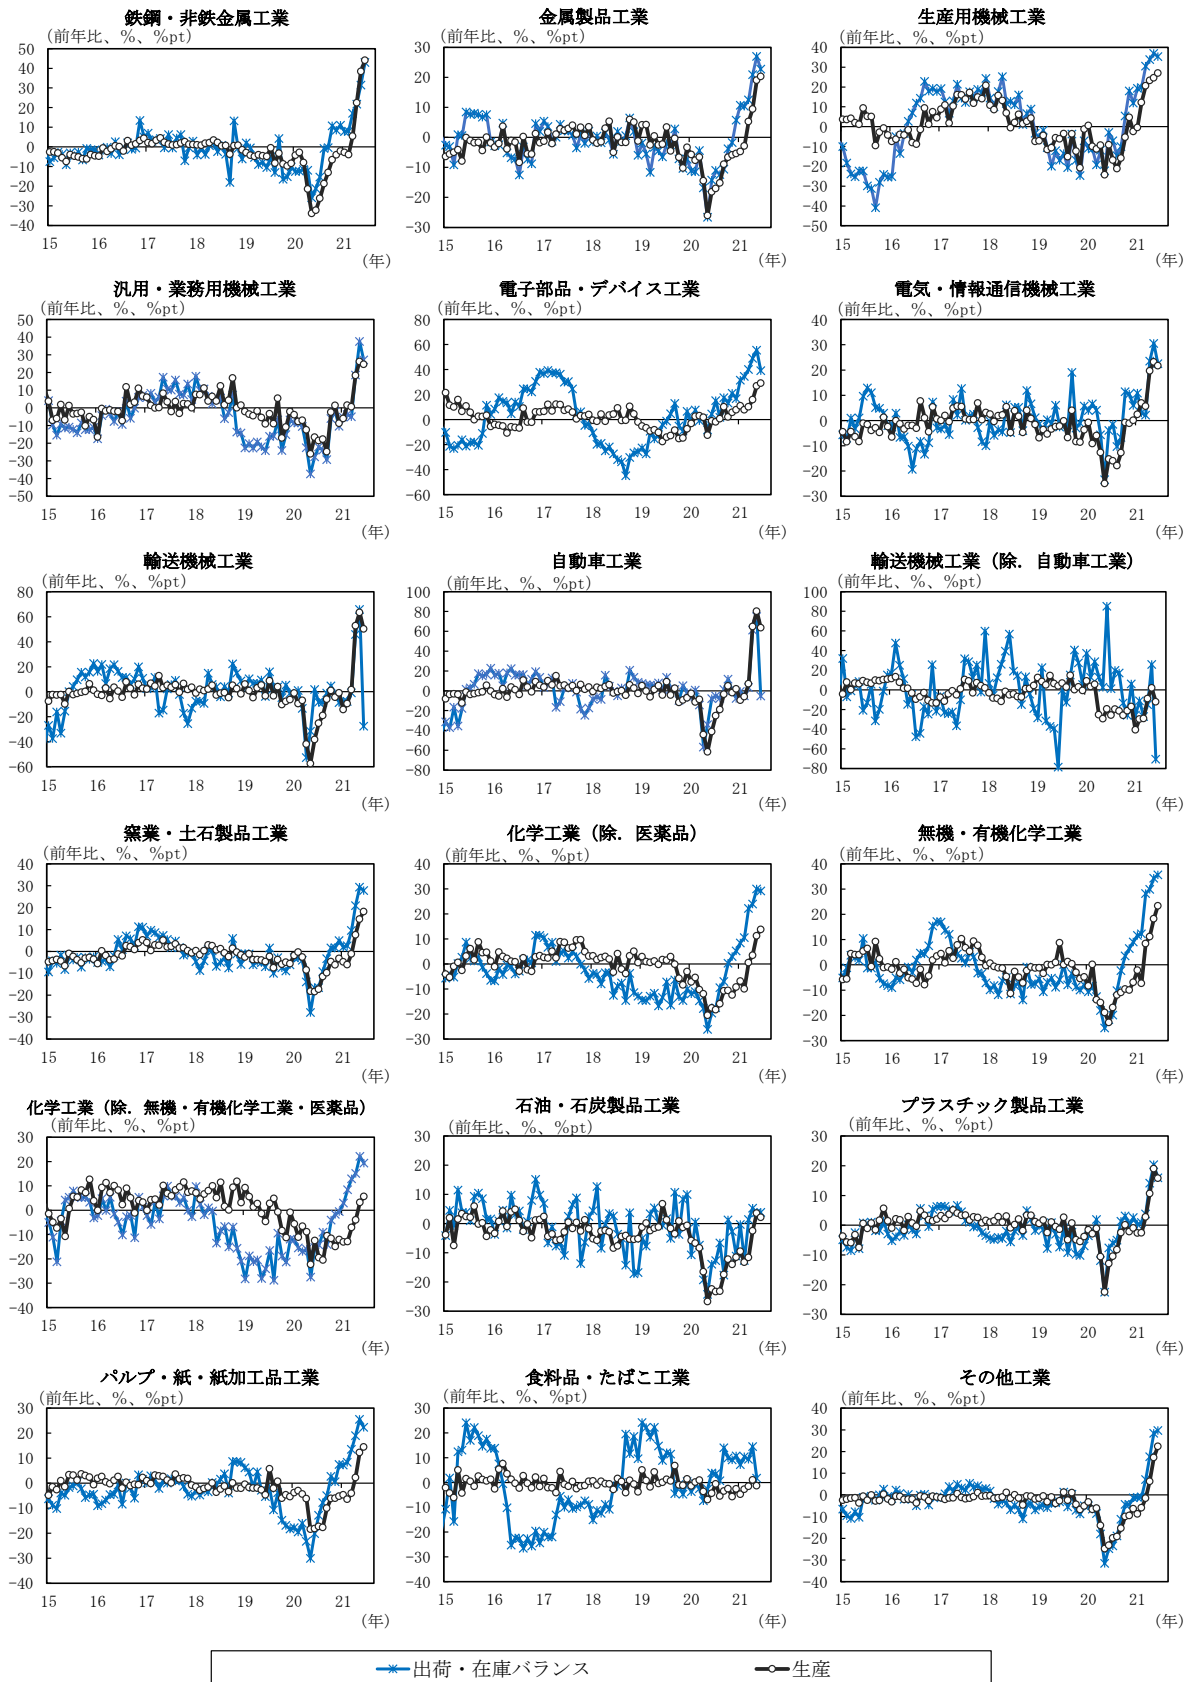 鉄鋼・非鉄金属工業
(前年比、%、%pt)
50
40
30
20
10
0
-10
-20
-30
-40
15 16 17 18 19 20 21
(年)
金属製品工業
(前年比、%、%pt)
30
20
10
0
-10
-20
-30
15 16 17 18 19 20 21
(年)
生産用機械工業
(前年比、%、%pt)
40
30
20
10
0
-10
-20
-30
-40
-50
15 16 17 18 19 20 21
(年)
汎用・業務用機械工業
(前年比、%、%pt)
50
40
30
20
10
0
-10
-20
-30
-40
-50
15 16 17 18 19 20 21
(年)
電子部品・デバイス工業
(前年比、%、%pt)
80
60
40
20
0
-20
-40
-60
15 16 17 18 19 20 21
(年)
電気・情報通信機械工業
(前年比、%、%pt)
40
30
20
10
0
-10
-20
-30
15 16 17 18 19 20 21
(年)
輸送機械工業
(前年比、%、%pt)
80
60
40
20
0
-20
-40
-60
15 16 17 18 19 20 21
(年)
自動車工業
(前年比、%、%pt)
100
80
60
40
20
0
-20
-40
-60
-80
15 16 17 18 19 20 21
(年)
輸送機械工業（除．自動車工業）
(前年比、%、%pt)
100
80
60
40
20
0
-20
-40
-60
-80
15 16 17 18 19 20 21
(年)
窯業・土石製品工業
(前年比、%、%pt)
40
30
20
10
0
-10
-20
-30
-40
15 16 17 18 19 20 21
(年)
化学工業（除．医薬品）
(前年比、%、%pt)
40
30
20
10
0
-10
-20
-30
15 16 17 18 19 20 21
(年)
無機・有機化学工業
(前年比、%、%pt)
40
30
20
10
0
-10
-20
-30
15 16 17 18 19 20 21
(年)
化学工業（除．無機・有機化学工業・医薬品）
(前年比、%、%pt)
30
20
10
0
-10
-20
-30
-40
15 16 17 18 19 20 21
(年)
石油・石炭製品工業
(前年比、%、%pt)
30
20
10
0
-10
-20
-30
15 16 17 18 19 20 21
(年)
プラスチック製品工業
(前年比、%、%pt)
30
20
10
0
-10
-20
-30
15 16 17 18 19 20 21
(年)
パルプ・紙・紙加工品工業
(前年比、%、%pt)
30
20
10
0
-10
-20
-30
-40
15 16 17 18 19 20 21
(年)
食料品・たばこ工業
(前年比、%、%pt)
30
20
10
0
-10
-20
-30
-40
15 16 17 18 19 20 21
(年)
その他工業
(前年比、%、%pt)
40
30
20
10
0
-10
-20
-30
-40
15 16 17 18 19 20 21
(年)
出荷・在庫バランス 生産